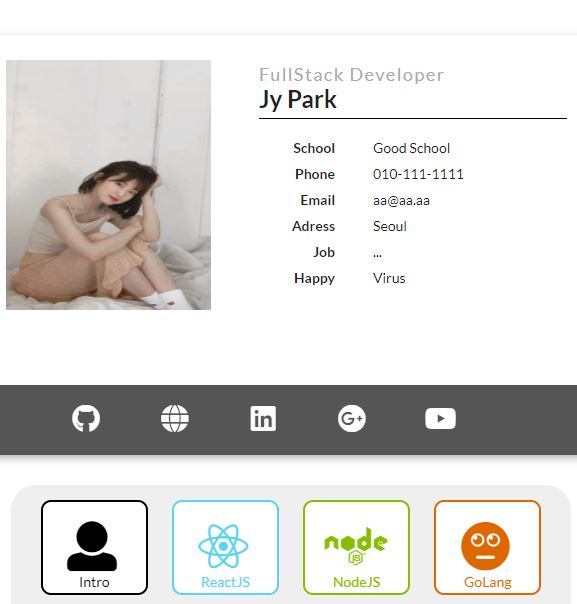 FullStack Developer
Jy Park
School Good School
Phone 010-111-1111
Email aa@aa.aa
Adress Seoul
Job ...
Happy Virus
in G+
node
JS
Intro ReactJS NodeJS GoLang